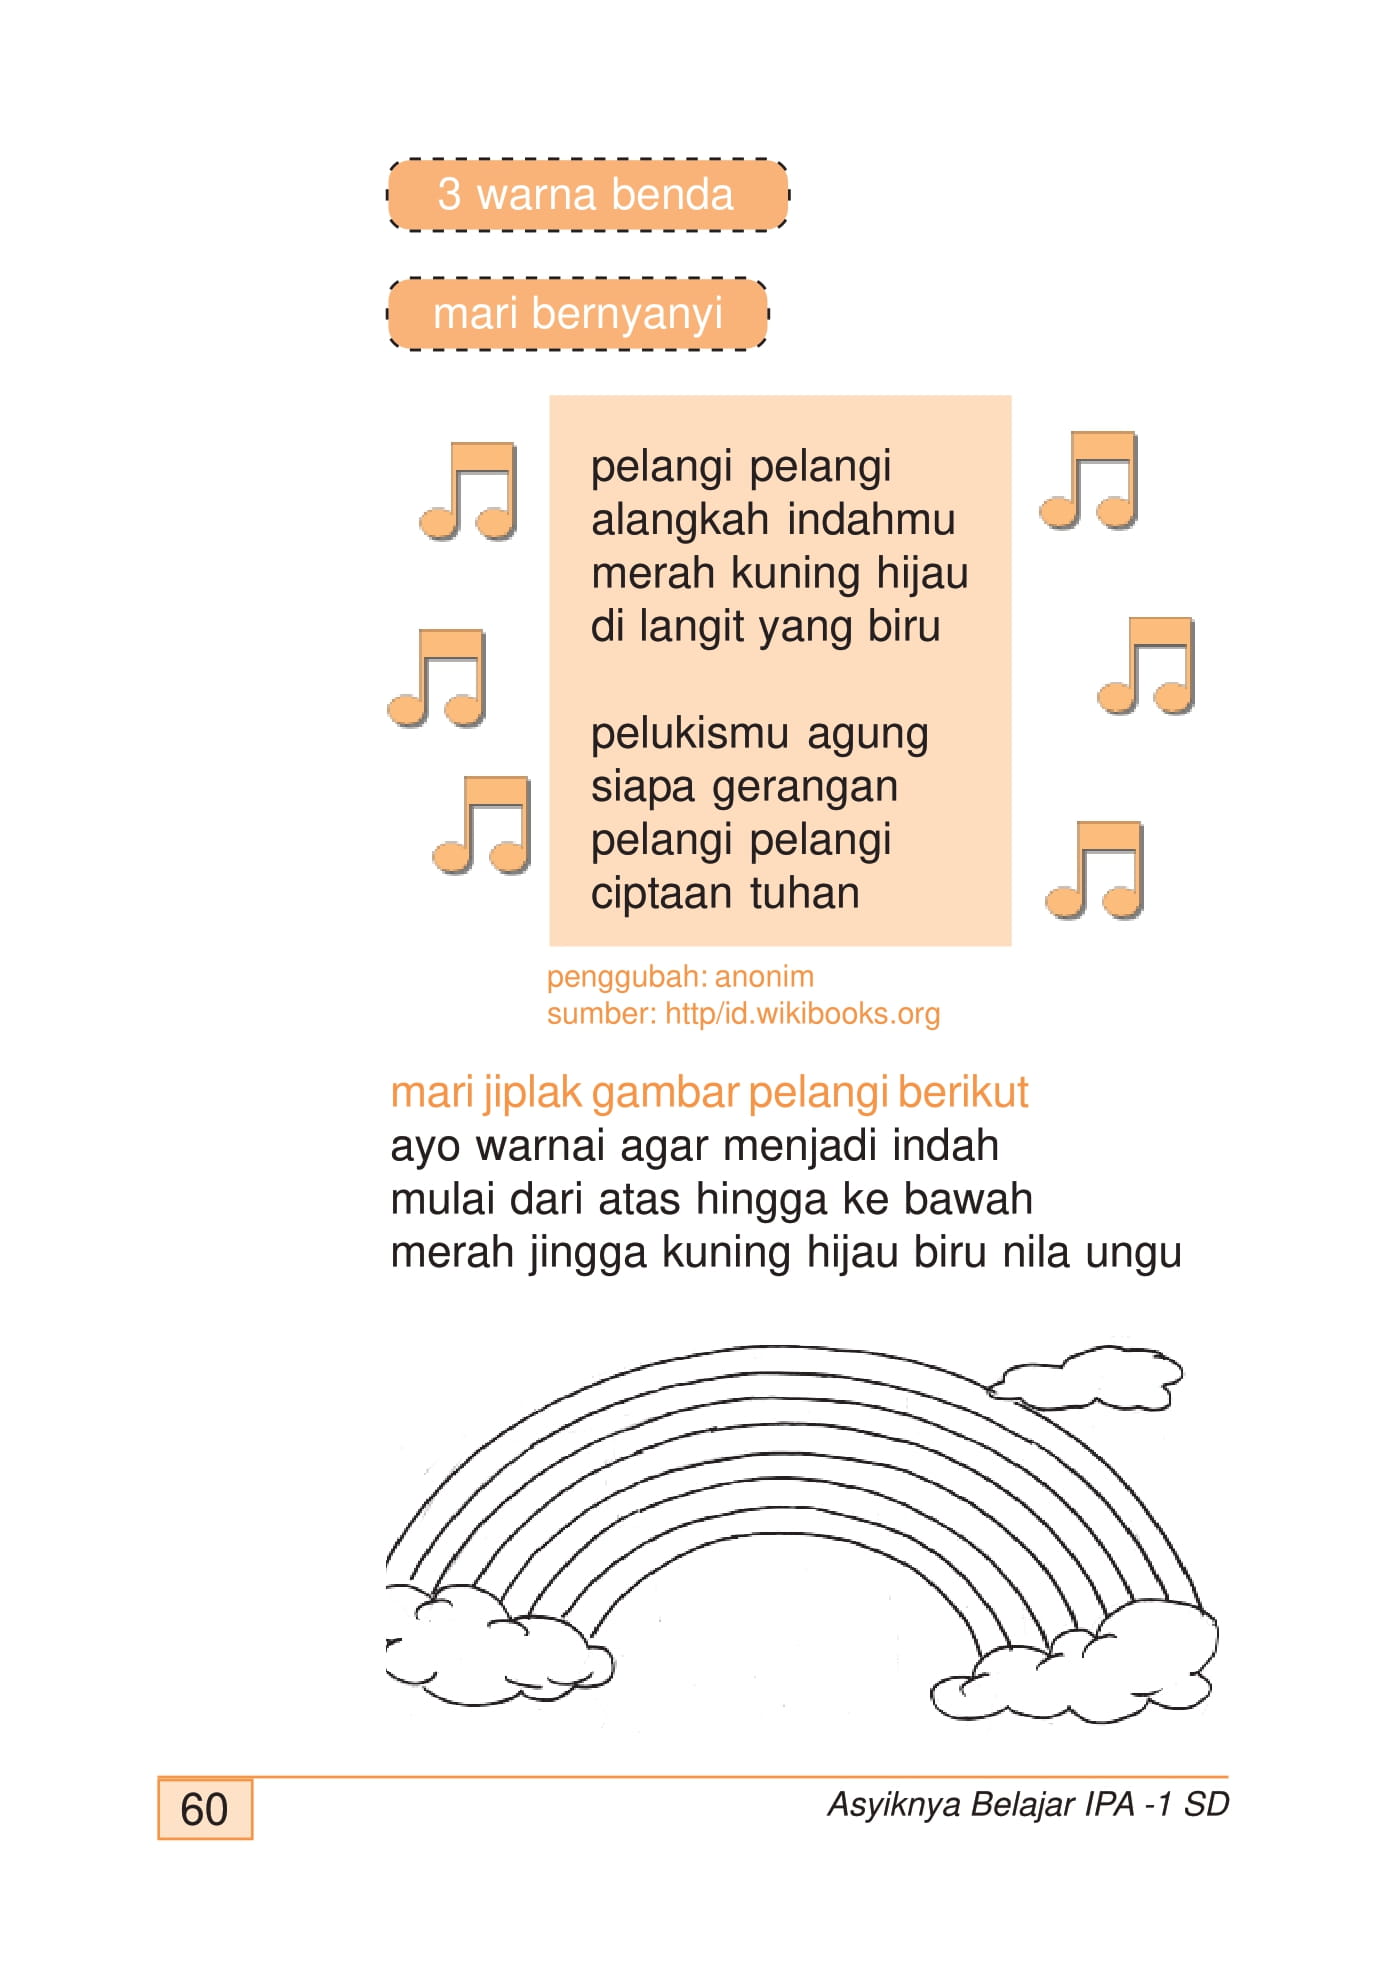 3 warna benda
mari bernyanyi
pelangi pelangi
alangkah indahmu
merah kuning hijau
di langit yang biru
pelukismu agung
siapa gerangan
pelangi pelangi
ciptaan tuhan
penggubah: anonim
sumber: http/id.wikibooks.org
mari jiplak gambar pelangi berikut
ayo warnai agar menjadi indah
mulai dari atas hingga ke bawah
merah jingga kuning hijau biru nila ungu
60
Asyiknya Belajar IPA -1 SD